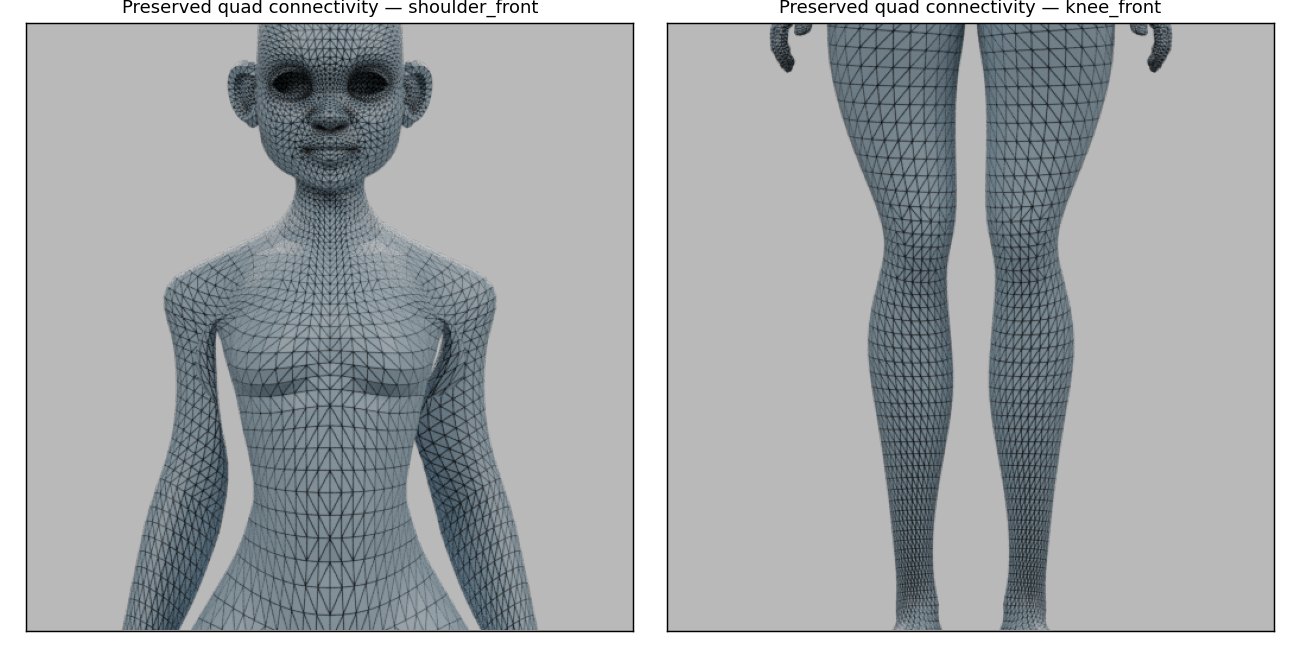 Preserved quad connectivity — shoulder_front
Preserved quad connectivity — knee_front